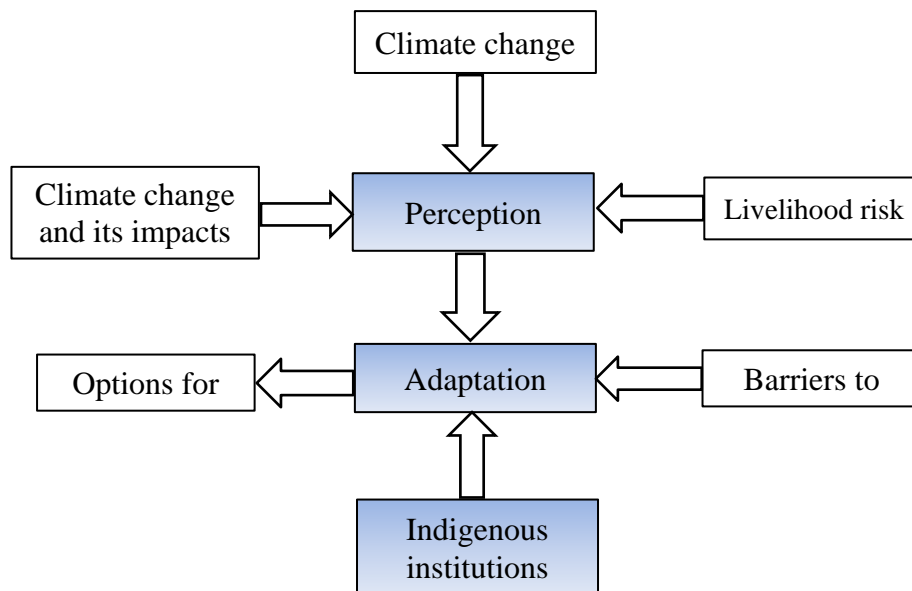 Climate change
Climate change
and its impacts
Perception
Livelihood risk
Options for
Adaptation
Barriers to
Indigenous
institutions